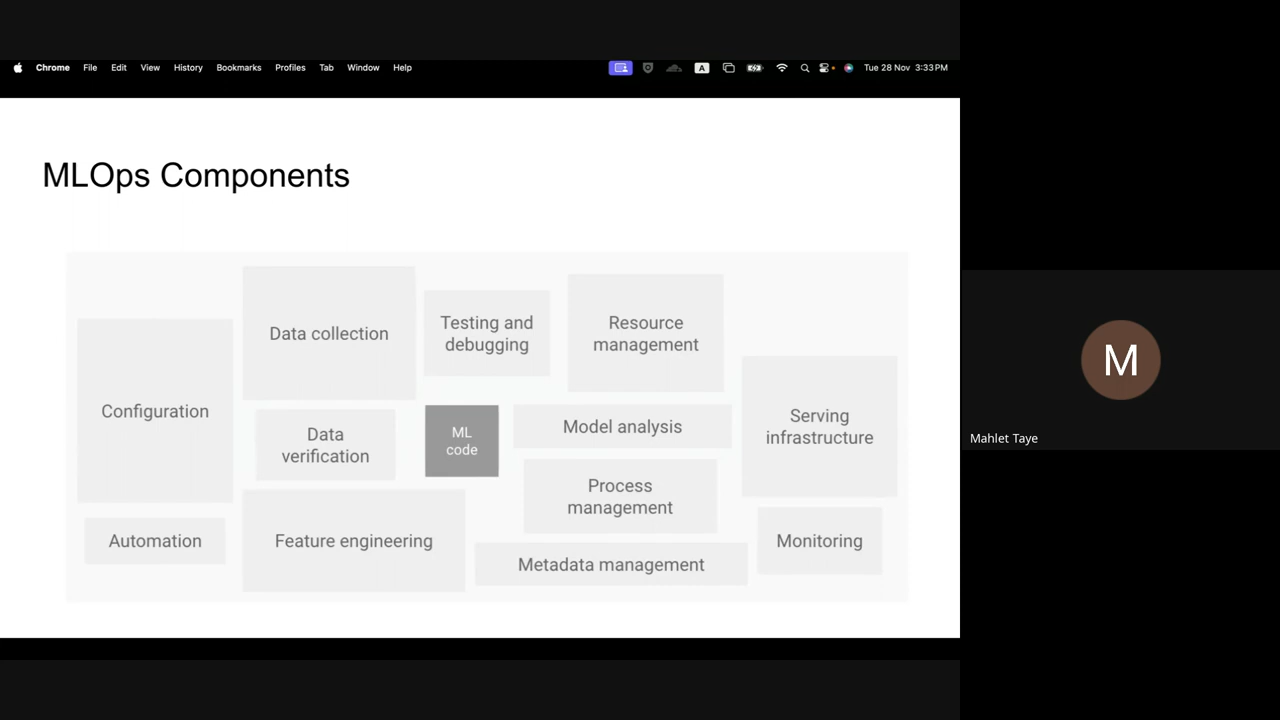 Chrome File Edit View History Bookmarks Profiles Tab Window Help A Tue 28 Nov 3:33 PM
MLOps Components
Data collection
Testing and
debugging
Resource
management
Configuration
Data
verification
ML
code
Model analysis
Serving
infrastructure
Process
management
Automation
Feature engineering
Metadata management
Monitoring
M
Mahlet Taye